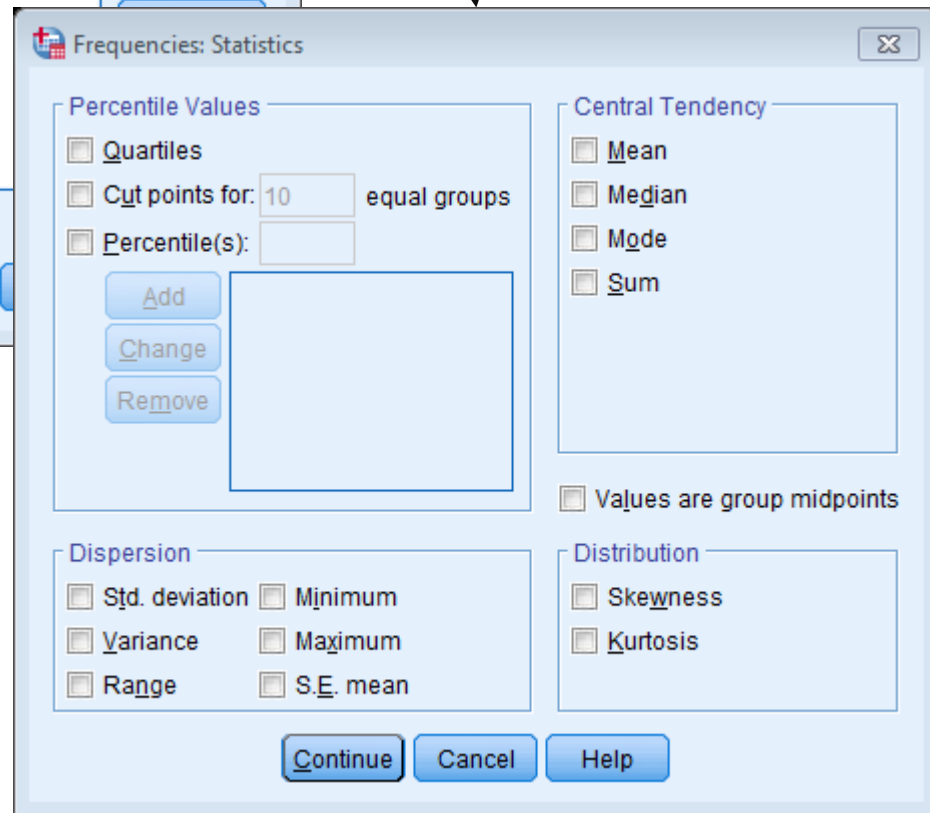 Frequencies: Statistics
Percentile Values
Quartiles
Cut points for: 10 equal groups
Percentile(s):
Add
Change
Remove
Central Tendency
Mean
Median
Mode
Sum
Values are group midpoints
Dispersion
Std. deviation Minimum
Variance Maximum
Range S.E. mean
Distribution
Skewness
Kurtosis
Continue Cancel Help